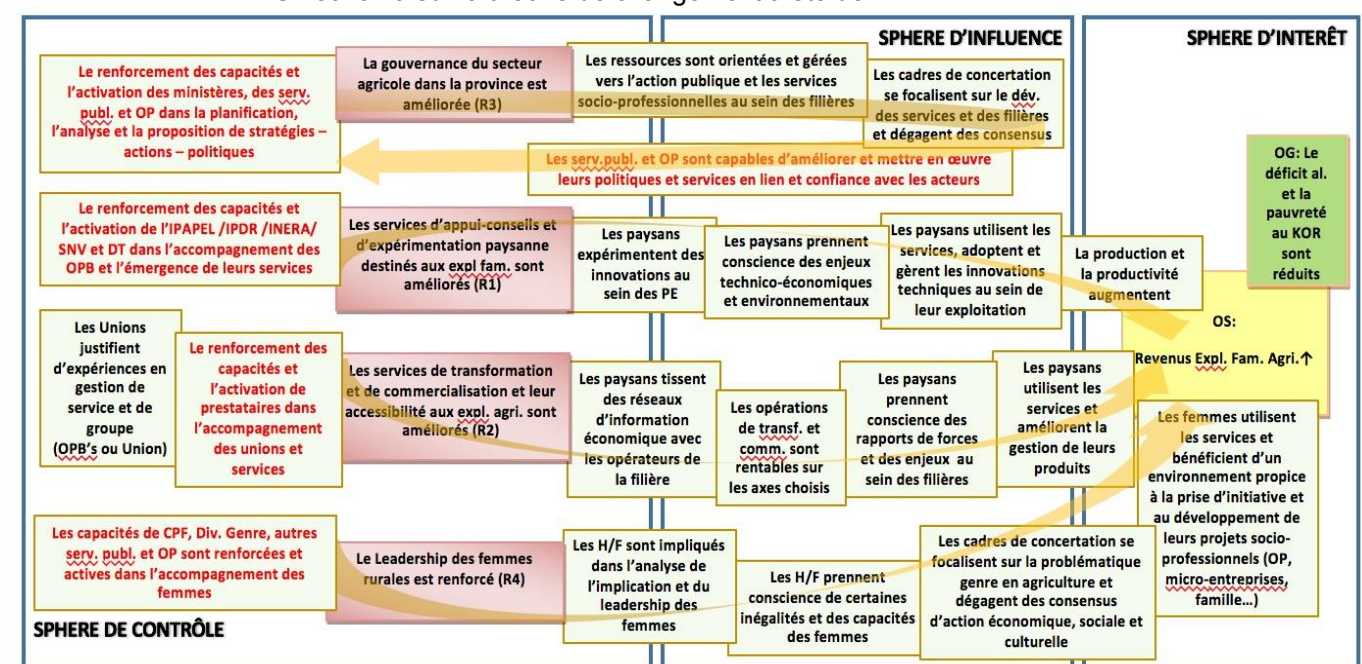 SPHERE D’INFLUENCE
SPHERE D’INTERÊT
Le renforcement des capacités et
l’activation des ministères, des serv.
publ. et OP dans la planification,
l’analyse et la proposition de stratégies –
actions – politiques
La gouvernance du secteur
agricole dans la province est
améliorée (R3)
Les ressources sont orientées et gérées
vers l’action publique et les services
socio-professionnelles au sein des filières
Les cadres de concertation
se focalisent sur le dév.
des services et des filières
et dégagent des consensus
Les serv.publ. et OP sont capables d’améliorer et mettre en œuvre
leurs politiques et services en lien et confiance avec les acteurs
OG: Le
déficit al.
et la
pauvreté
au KOR
sont
réduits
Le renforcement des capacités et
l’activation de l’IPAPEL /IPDR /INERA/
SNV et DT dans l’accompagnement des
OPB et l’émergence de leurs services
Les services d’appui-conseils et
d’expérimentation paysanne
destinés aux expl fam. sont
améliorés (R1)
Les paysans
expérimentent des
innovations au
sein des PE
Les paysans prennent
conscience des enjeux
technico-économiques
et environnementaux
Les paysans utilisent les
services, adoptent et
gèrent les innovations
techniques au sein de
leur exploitation
La production et
la productivité
augmentent
OS:
Revenus Expl. Fam. Agri.↑
Les Unions
justifient
d’expériences en
gestion de
service et de
groupe
(OPB’s ou Union)
Le renforcement des
capacités et
l’activation de
prestataires dans
l’accompagnement
des unions et
services
Les services de transformation
et de commercialisation et leur
accessibilité aux expl. agri. sont
améliorés (R2)
Les paysans tissent
des réseaux
d’information
économique avec
les opérateurs de
la filière
Les opérations
de transf. et
comm. sont
rentables sur
les axes choisis
Les paysans
prennent
conscience des
rapports de forces
et des enjeux au
sein des filières
Les paysans
utilisent les
services et
améliorent la
gestion de leurs
produits
Les femmes utilisent
les services et
bénéficient d’un
environnement propice
à la prise d’initiative et
au développement de
leurs projets socio-
professionnels (OP,
micro-entreprises,
famille…)
Les capacités de CPF, Div. Genre, autres
serv. publ. et OP sont renforcées et
actives dans l’accompagnement des
femmes
Le Leadership des femmes
rurales est renforcé (R4)
Les H/F sont impliqués
dans l’analyse de
l’implication et du
leadership des
femmes
Les H/F prennent
conscience de certaines
inégalités et des capacités
des femmes
Les cadres de concertation se
focalisent sur la problématique
genre en agriculture et
dégagent des consensus
d’action économique, sociale et
culturelle
SPHERE DE CONTRÔLE